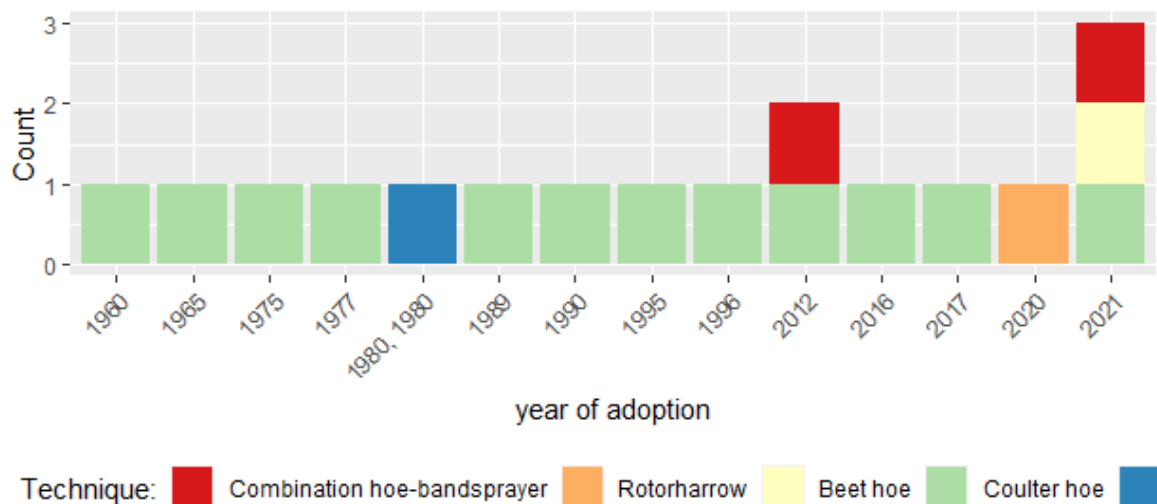 3
2
1
0
Count
1960 1965 1975 1977 1980, 1980 1989 1990 1995 1996 2012 2016 2017 2020 2021
year of adoption
Technique: Combination hoe-bandsprayer Rotorharrow Beet hoe Coulter hoe